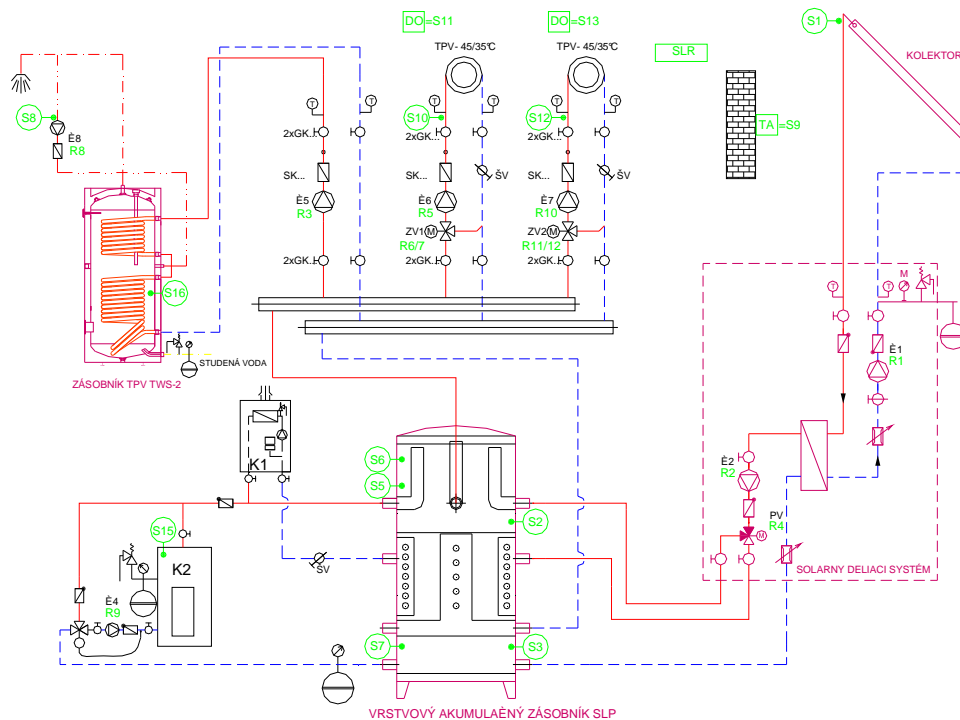 DO=S11
DO=S13
S1
TPV- 45/35°C
TPV- 45/35°C
SLR
KOLEKTOR
S8
È8
R8
T
T
T
T
T
T
S10
S12
TA=S9
2xGK...
2xGK...
2xGK...
SK...
SK...
ŠV
ŠV
È5
R3
È6
R5
È7
R10
ZV1
M
ZV2
M
R6/7
R11/12
2xGK...
2xGK...
2xGK...
S16
M
T
T
STUDENÁ VODA
ZÁSOBNÍK TPV TWS-2
È1
R1
K1
S6
S5
S2
È2
R2
PV
R4
M
S15
K2
ŠV
SOLARNY DELIACI SYSTÉM
È4
R9
S7
S3
VRSTVOVÝ AKUMULAÈNÝ ZÁSOBNÍK SLP